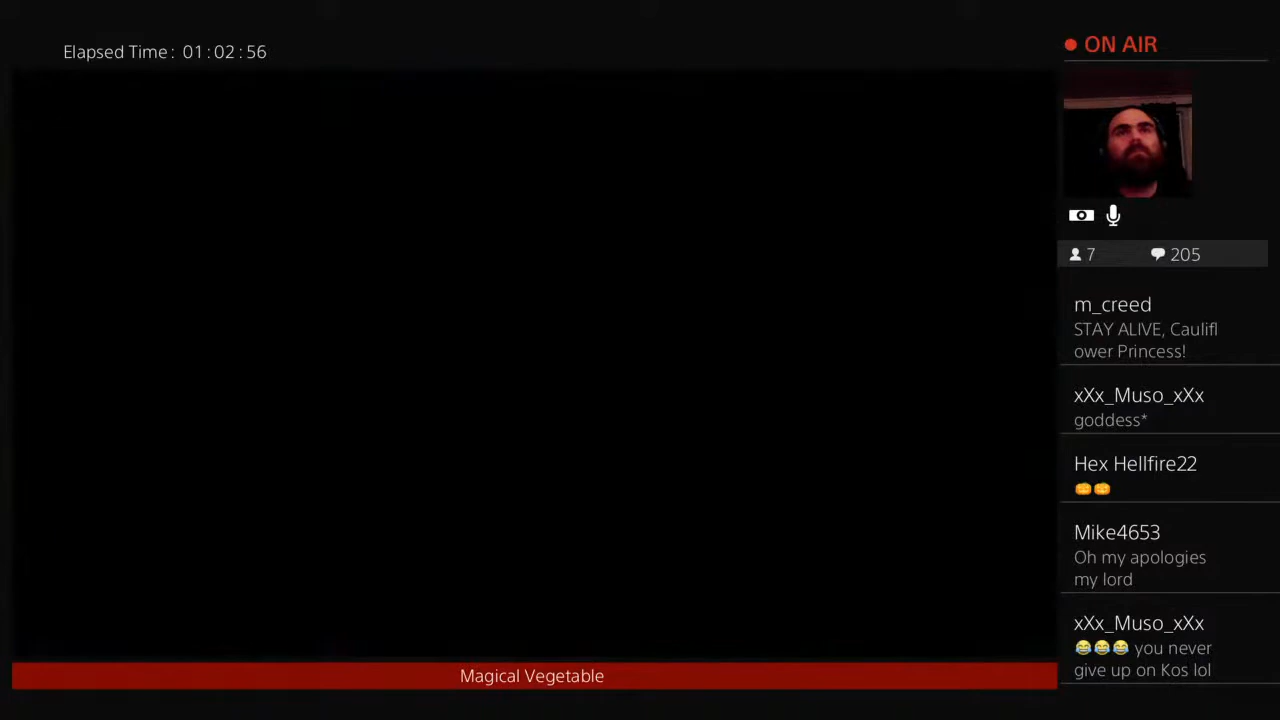 Elapsed Time: 01:02:56
ON AIR
7 205
m_creed
STAY ALIVE, Caulifl
ower Princess!
xXx_Muso_xXx
goddess*
Hex Hellfire22
🎃🎃
Mike4653
Oh my apologies
my lord
xXx_Muso_xXx
😂😂😂 you never
give up on Kos lol
Magical Vegetable